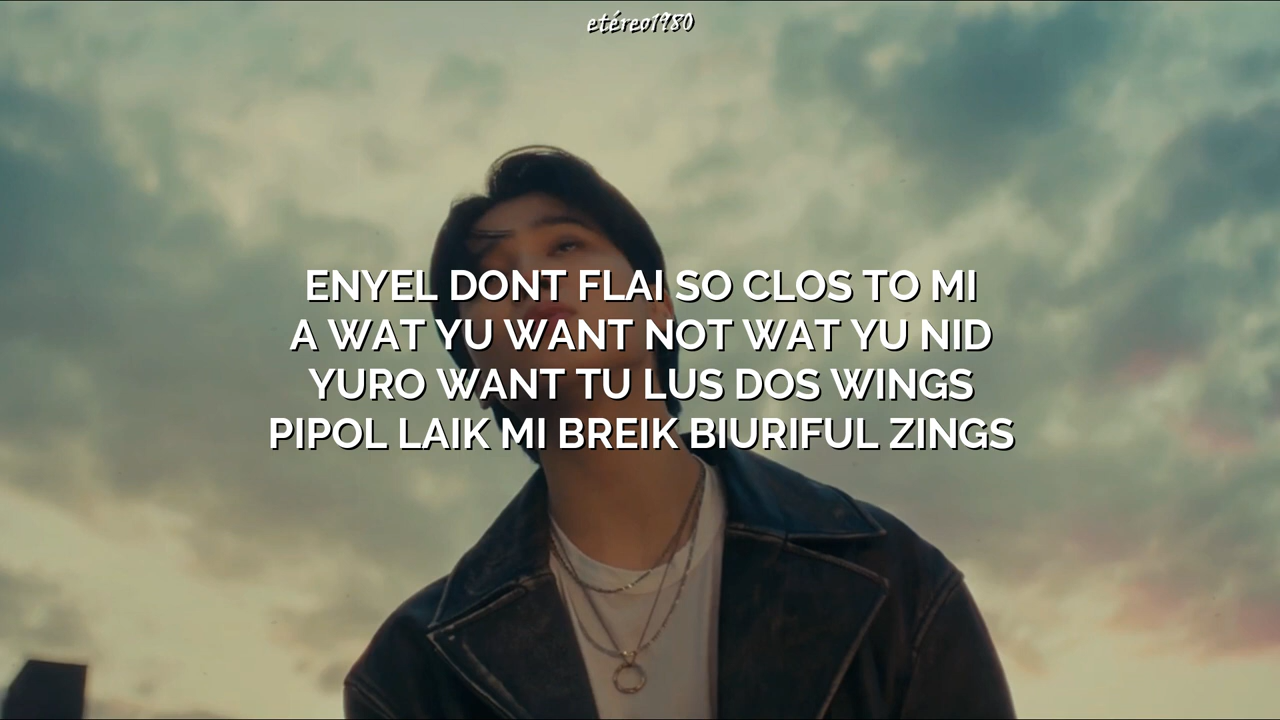 etéreo1980
ENYEL DONT FLAI SO CLOS TO MI
A WAT YU WANT NOT WAT YU NID
YURO WANT TU LUS DOS WINGS
PIPOL LAIK MI BREIK BIURIFUL ZINGS